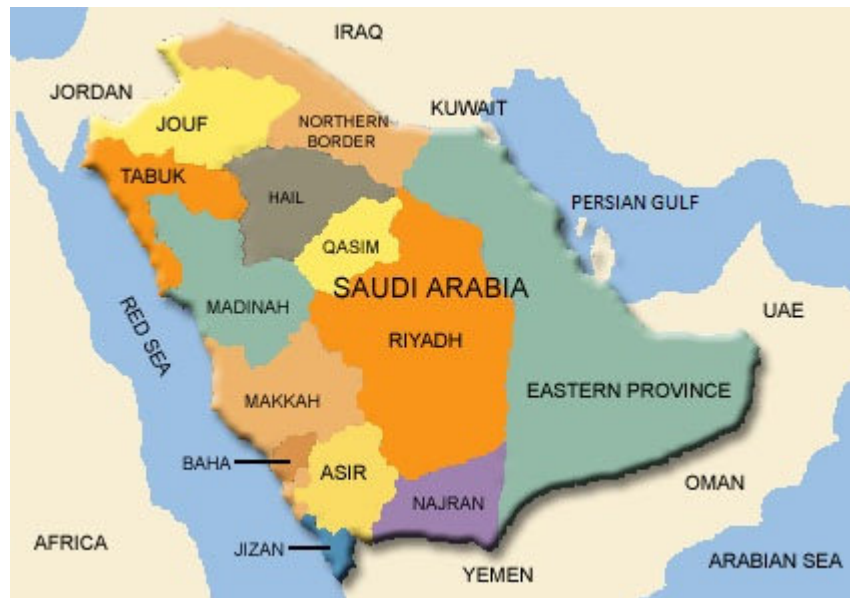 IRAQ
JORDAN
KUWAIT
JOUF
NORTHERN
BORDER
TABUK
HAIL
PERSIAN GULF
QASIM
SAUDI ARABIA
MADINAH
RED SEA
UAE
RIYADH
EASTERN PROVINCE
MAKKAH
BAHA
ASIR
OMAN
NAJRAN
AFRICA
JIZAN
ARABIAN SEA
YEMEN